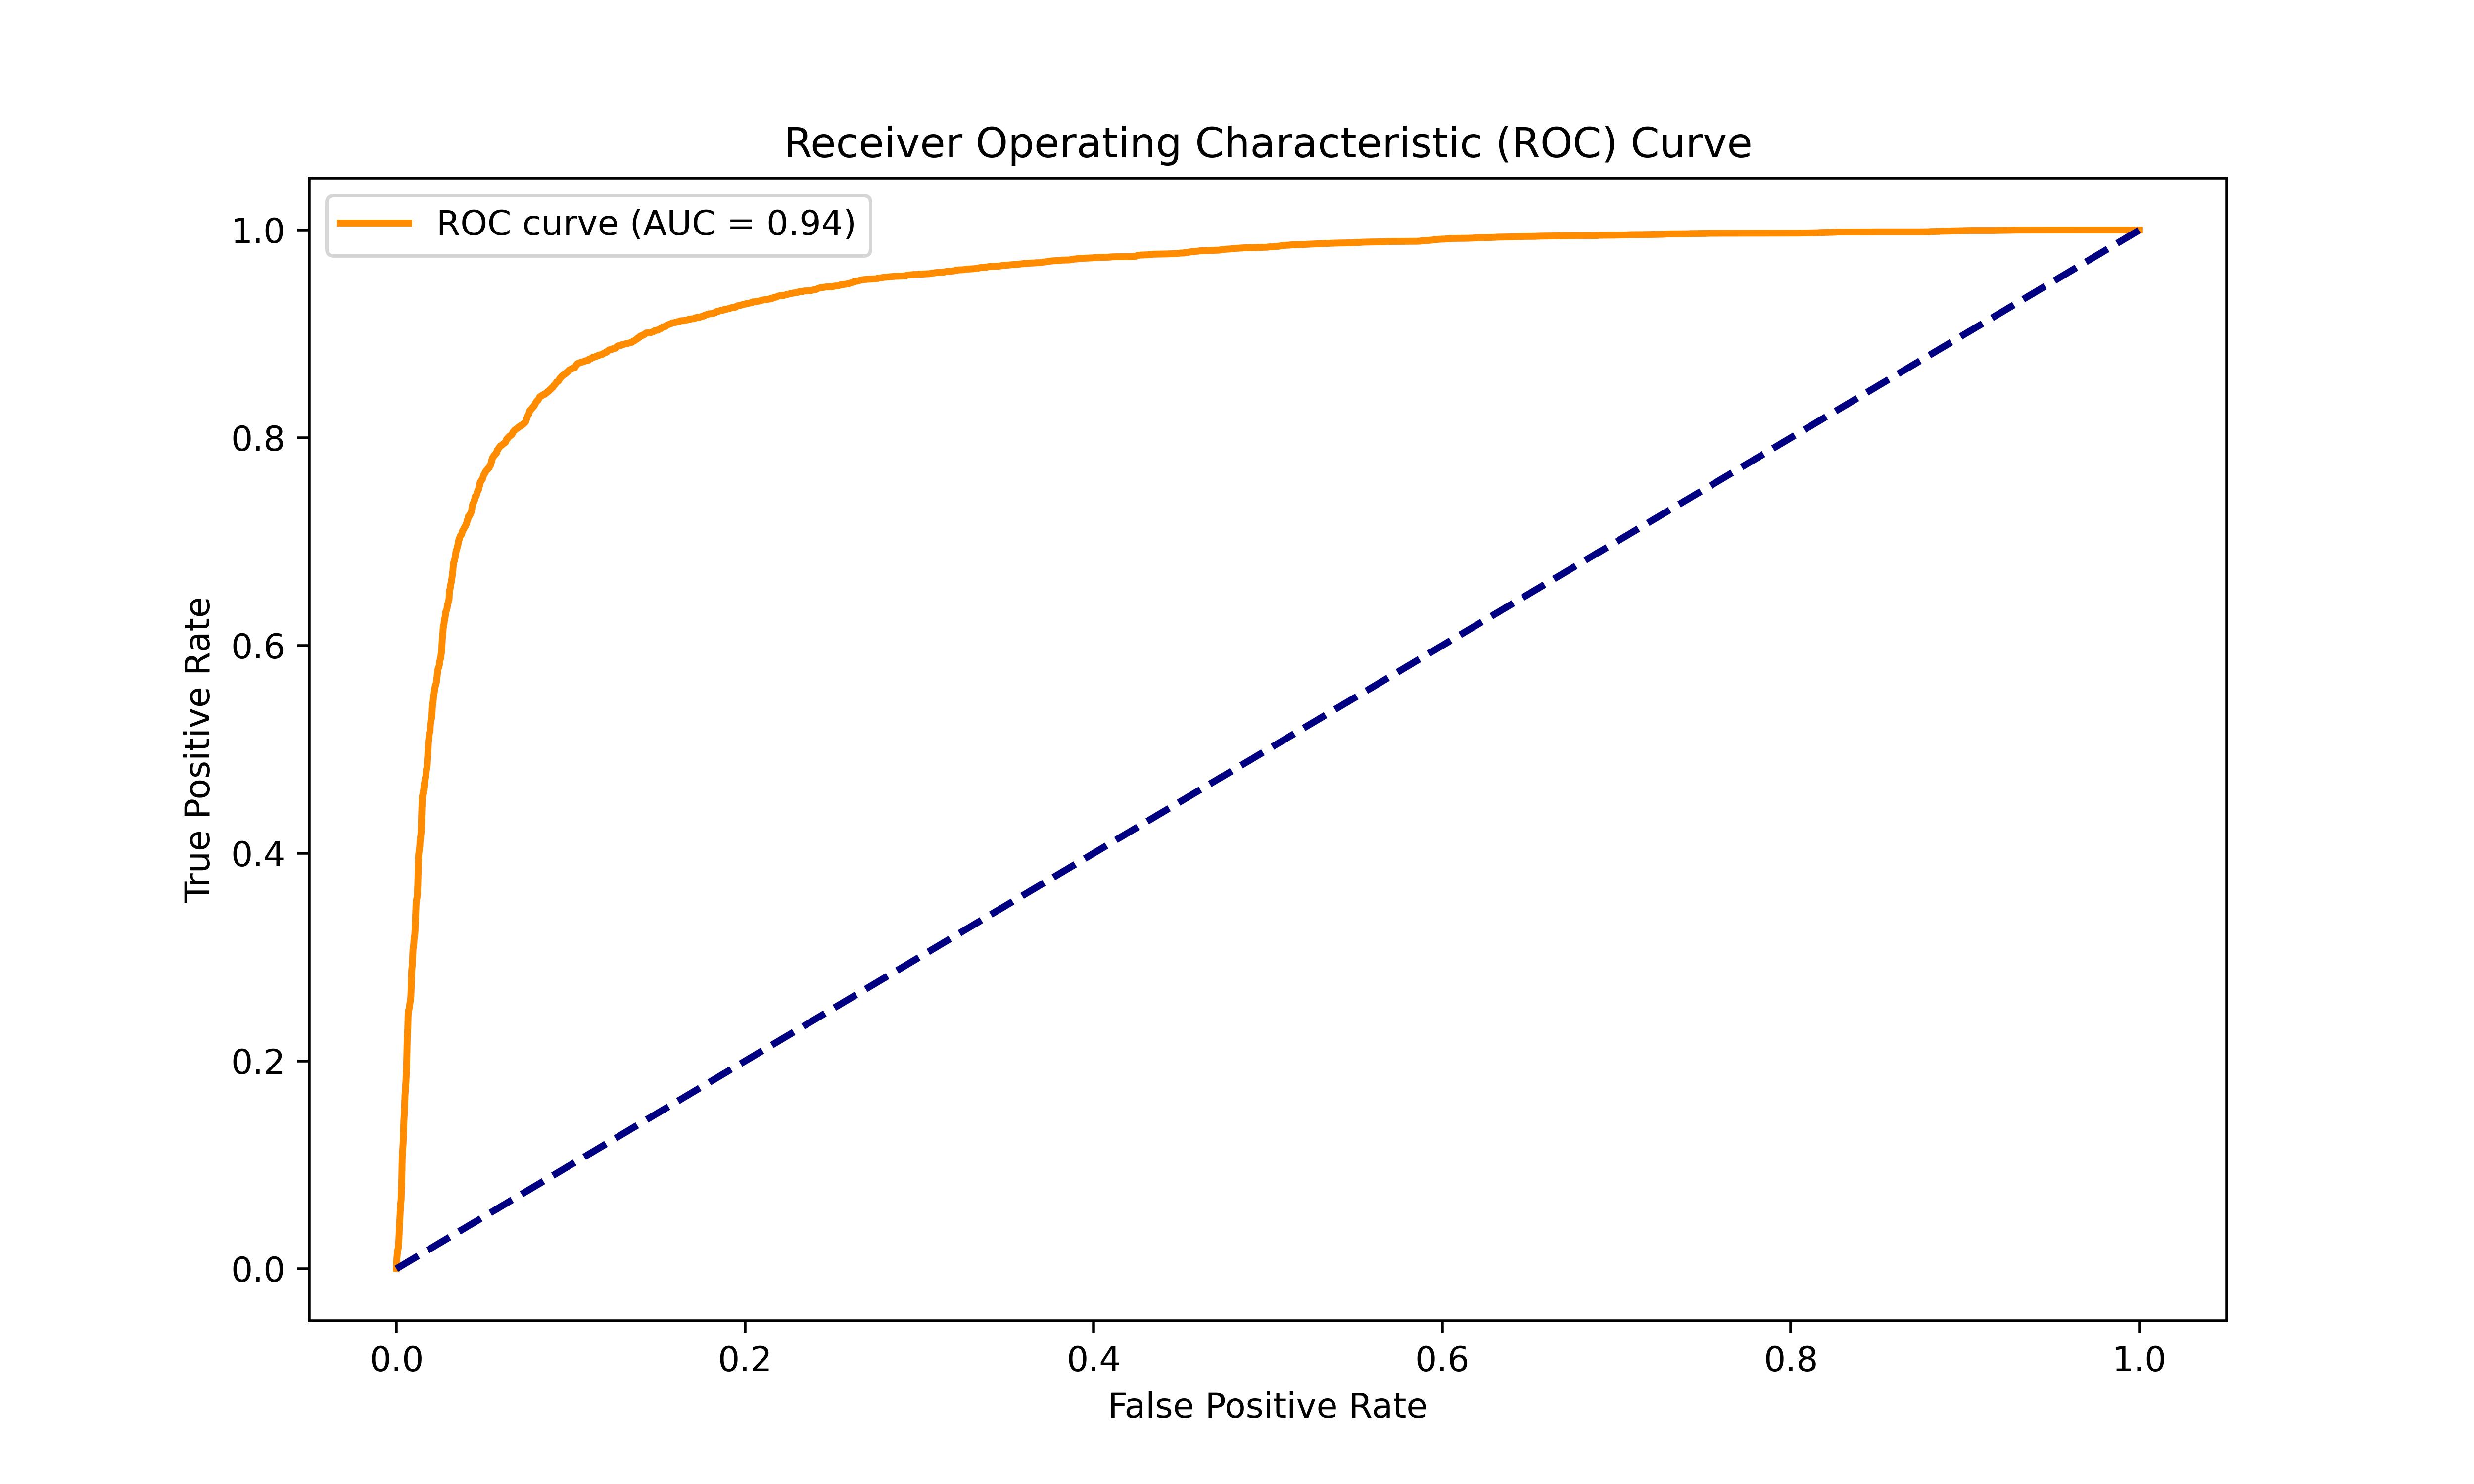 Receiver Operating Characteristic (ROC) Curve
ROC curve (AUC = 0.94)
True Positive Rate
1.0
0.8
0.6
0.4
0.2
0.0
0.0 0.2 0.4 0.6 0.8 1.0
False Positive Rate